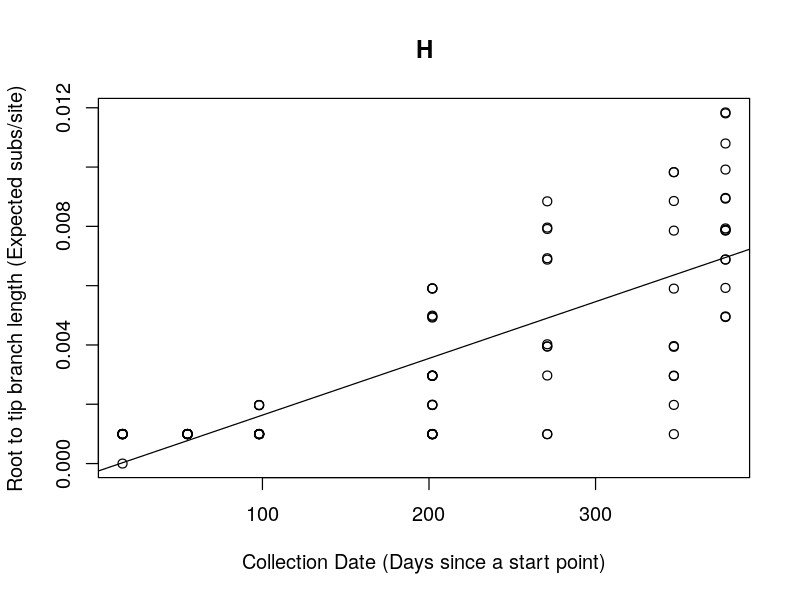 H
Root to tip branch length (Expected subs/site)
0.012
0.008
0.004
0.000
100 200 300
Collection Date (Days since a start point)